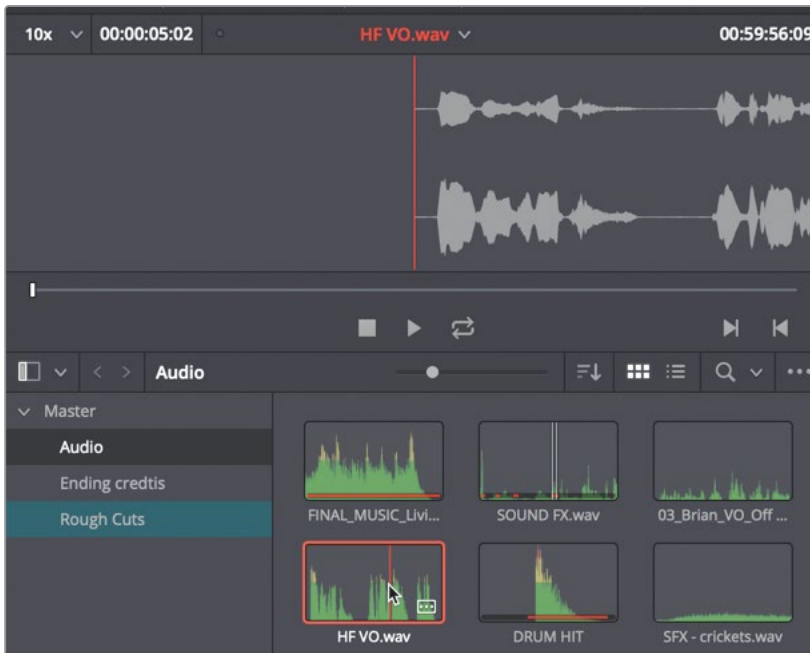 10x 00:00:05:02 HF VO.wav 00:59:56:09
Audio
Master
Audio
Ending credtis
Rough Cuts
FINAL_MUSIC_Livi... SOUND FX.wav 03_Brian_VO_Off ...
HF VO.wav DRUM HIT SFX - crickets.wav